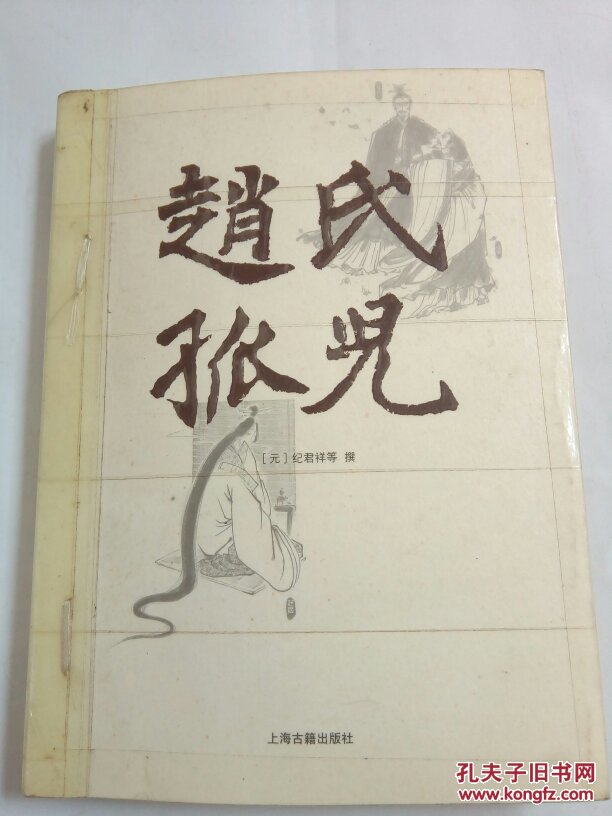 趙氏
孤兒
［元］纪君祥等 撰
上海古籍出版社
孔夫子旧书网
www.kongfz.com